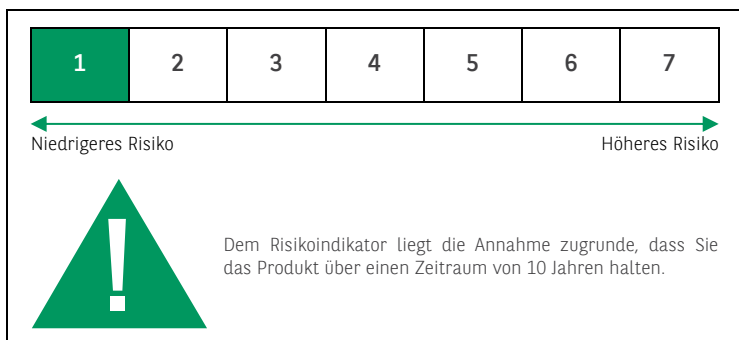 1 2 3 4 5 6 7
Niedrigeres Risiko Höheres Risiko
!
Dem Risikoindikator liegt die Annahme zugrunde, dass Sie
das Produkt über einen Zeitraum von 10 Jahren halten.